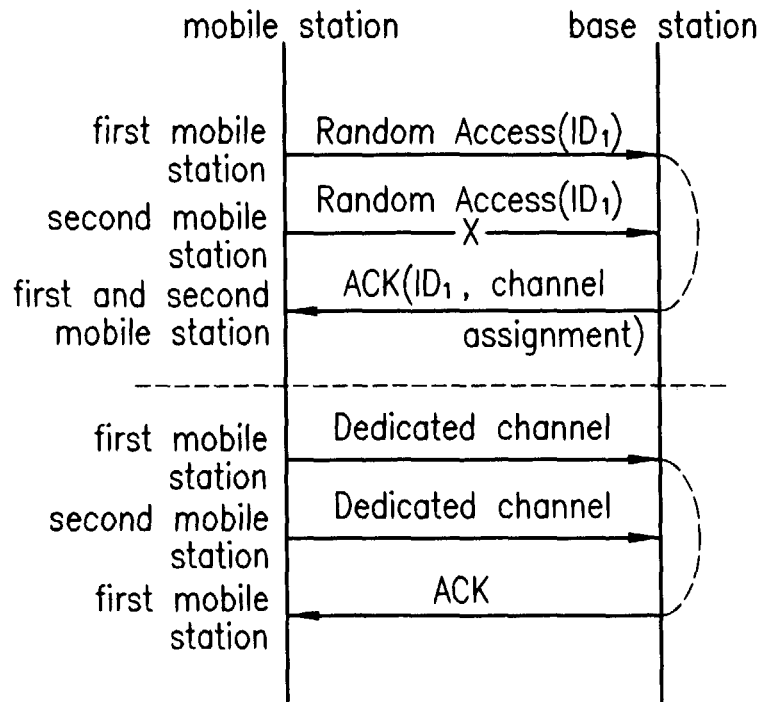 mobile station base station
first mobile station
Random Access(ID₁)
second mobile station
Random Access(ID₁)
X
first and second mobile station
ACK(ID₁, channel assignment)
first mobile station
Dedicated channel
second mobile station
Dedicated channel
first mobile station
ACK